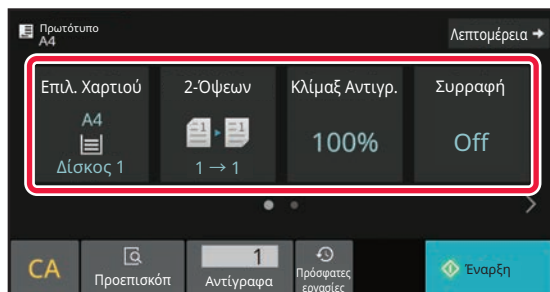 Πρωτότυπο
A4
Λεπτομέρεια
Επιλ. Χαρτιού
2-Όψεων
Κλίμαξ Αντιγρ.
Συρραφή
A4
Δίσκος 1
1 → 1
100%
Off
CA
Προεπισκόπ
1
Αντίγραφα
Πρόσφατες
εργασίες
Έναρξη